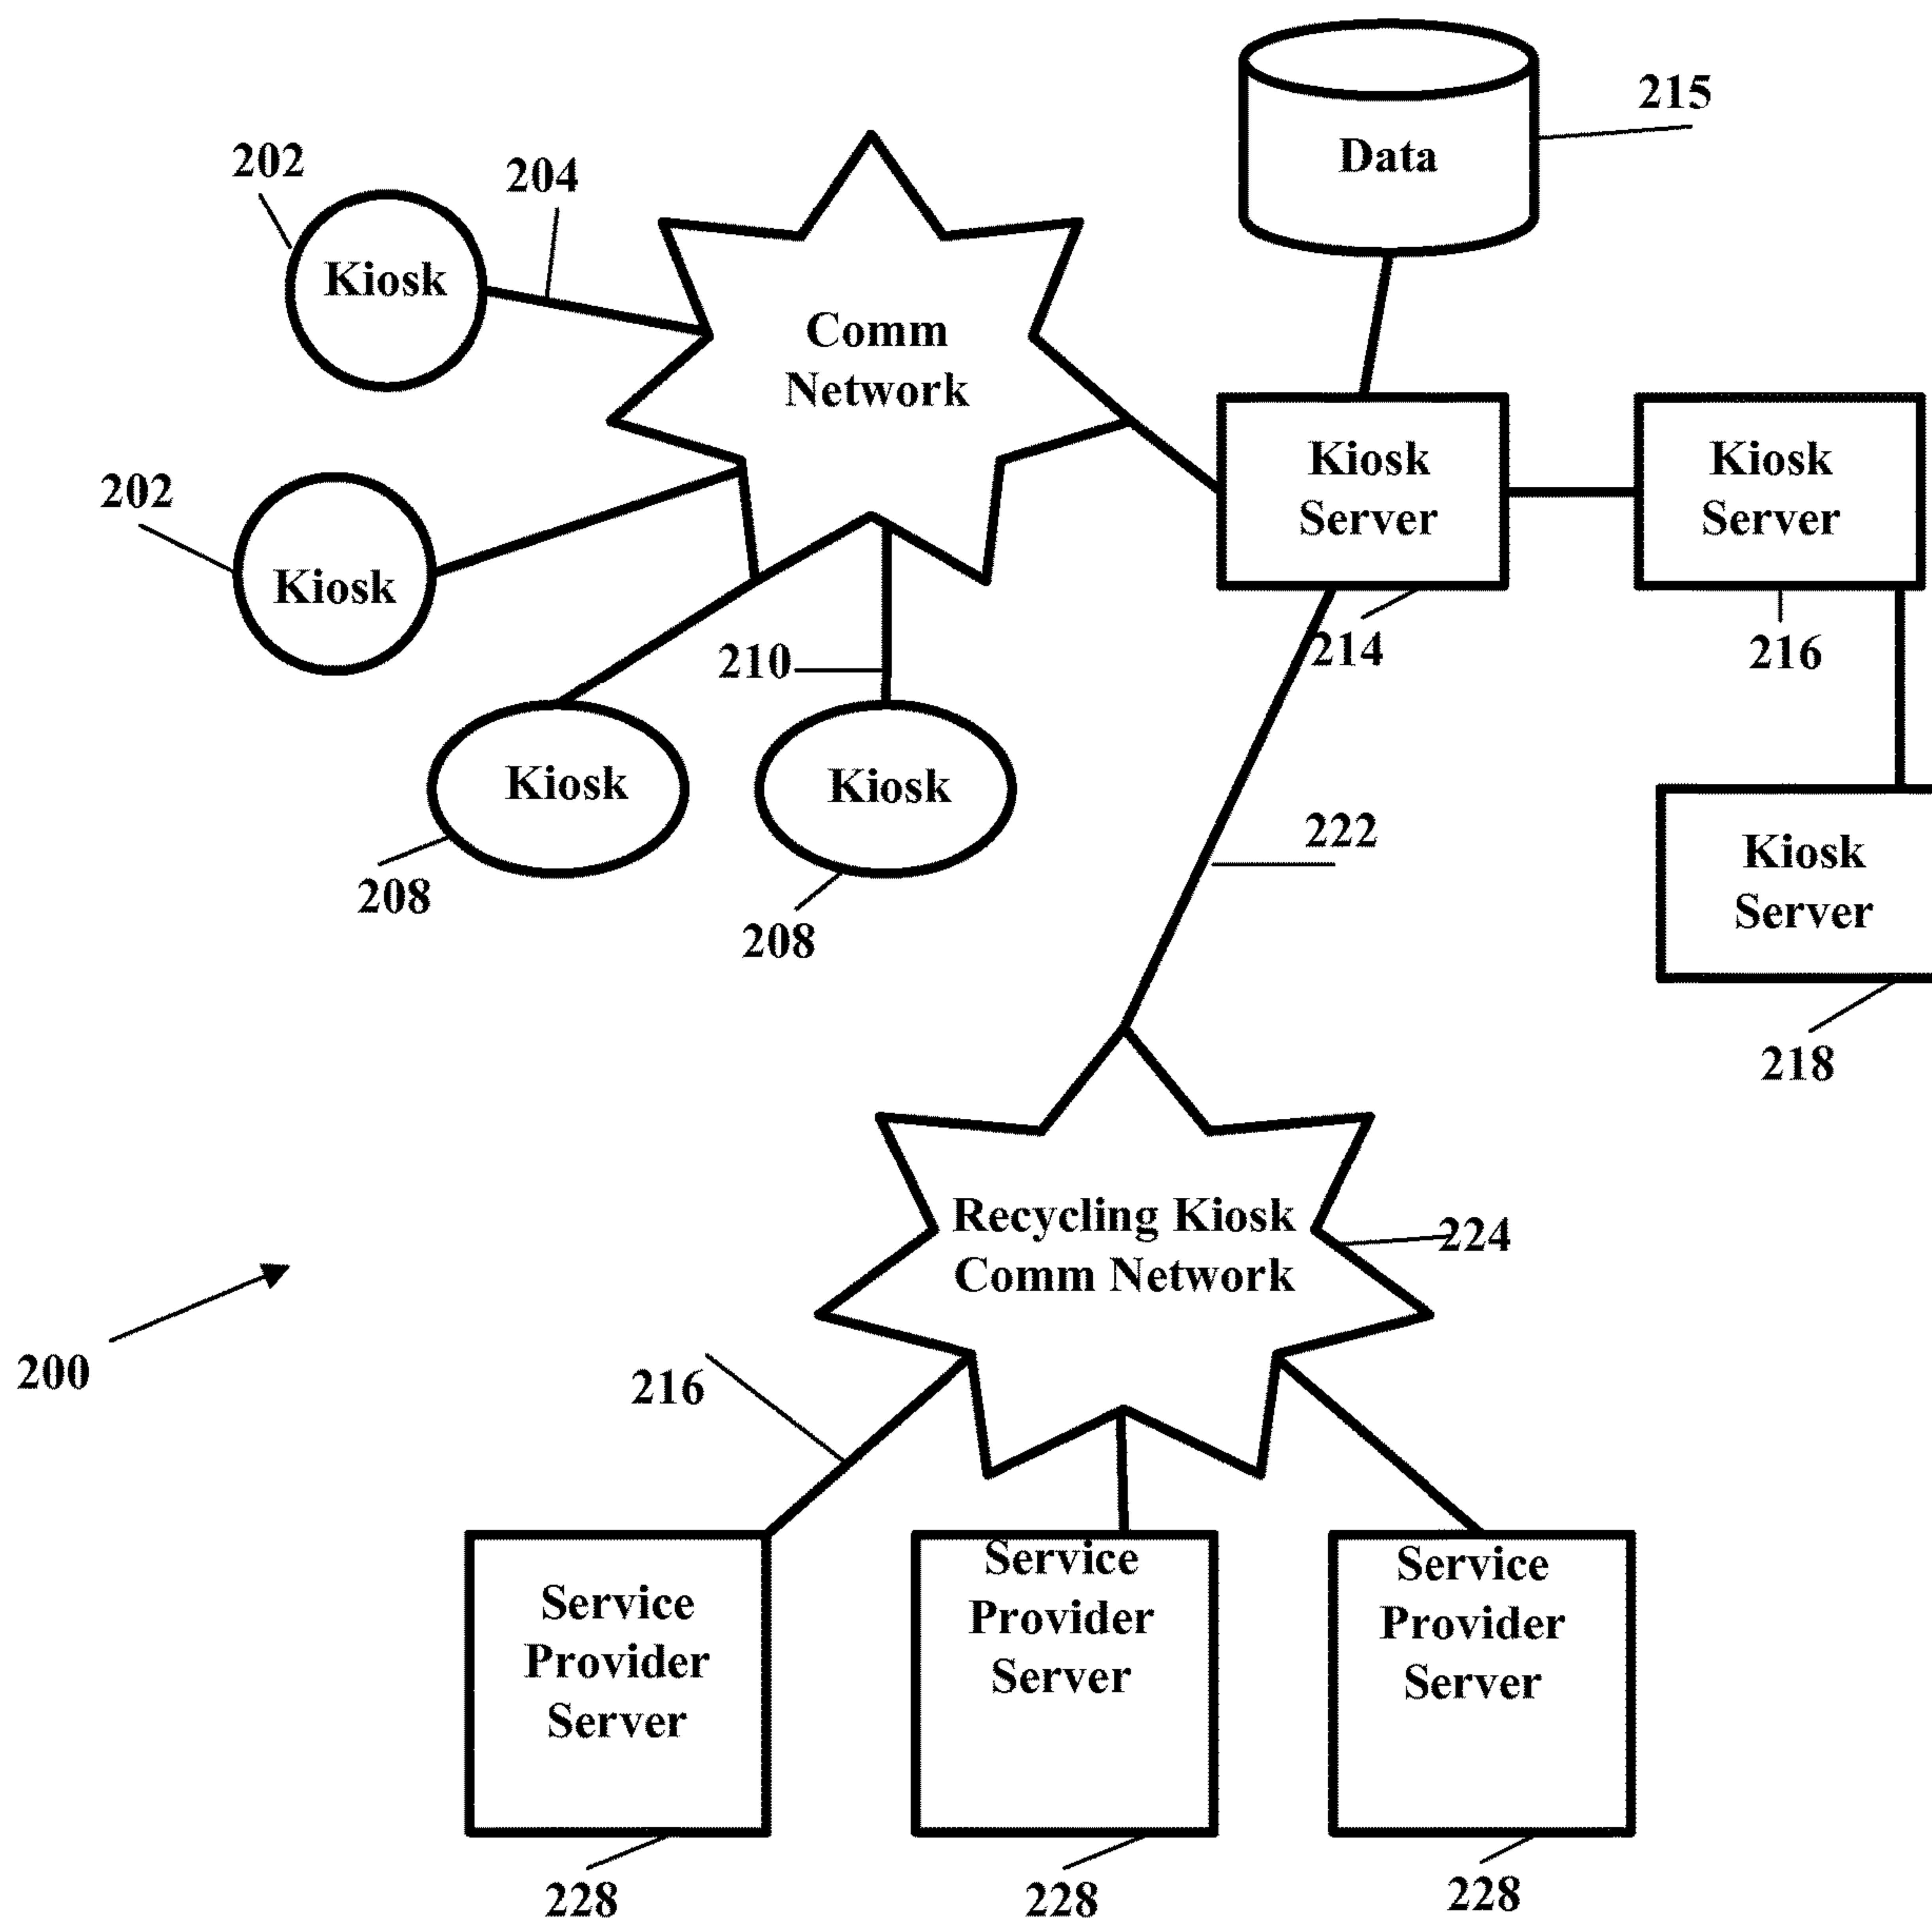 215
Data
202
204
Kiosk
Comm
Network
Kiosk
Server
Kiosk
Server
202
Kiosk
210
214
216
Kiosk
Kiosk
222
208
208
Kiosk
Server
218
Recycling Kiosk
Comm Network
224
200
216
Service
Provider
Server
Service
Provider
Server
Service
Provider
Server
228
228
228